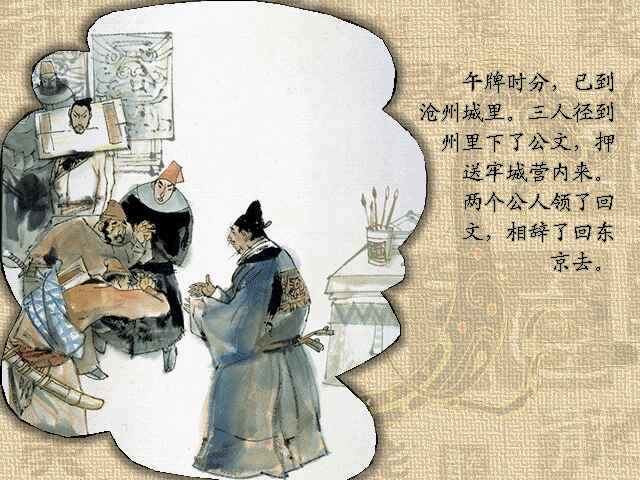 午牌时分，已到
沧州城里。三人径到
州里下了公文，押
送牢城营内来。
两个公人领了回
文，相辞了回东
京去。